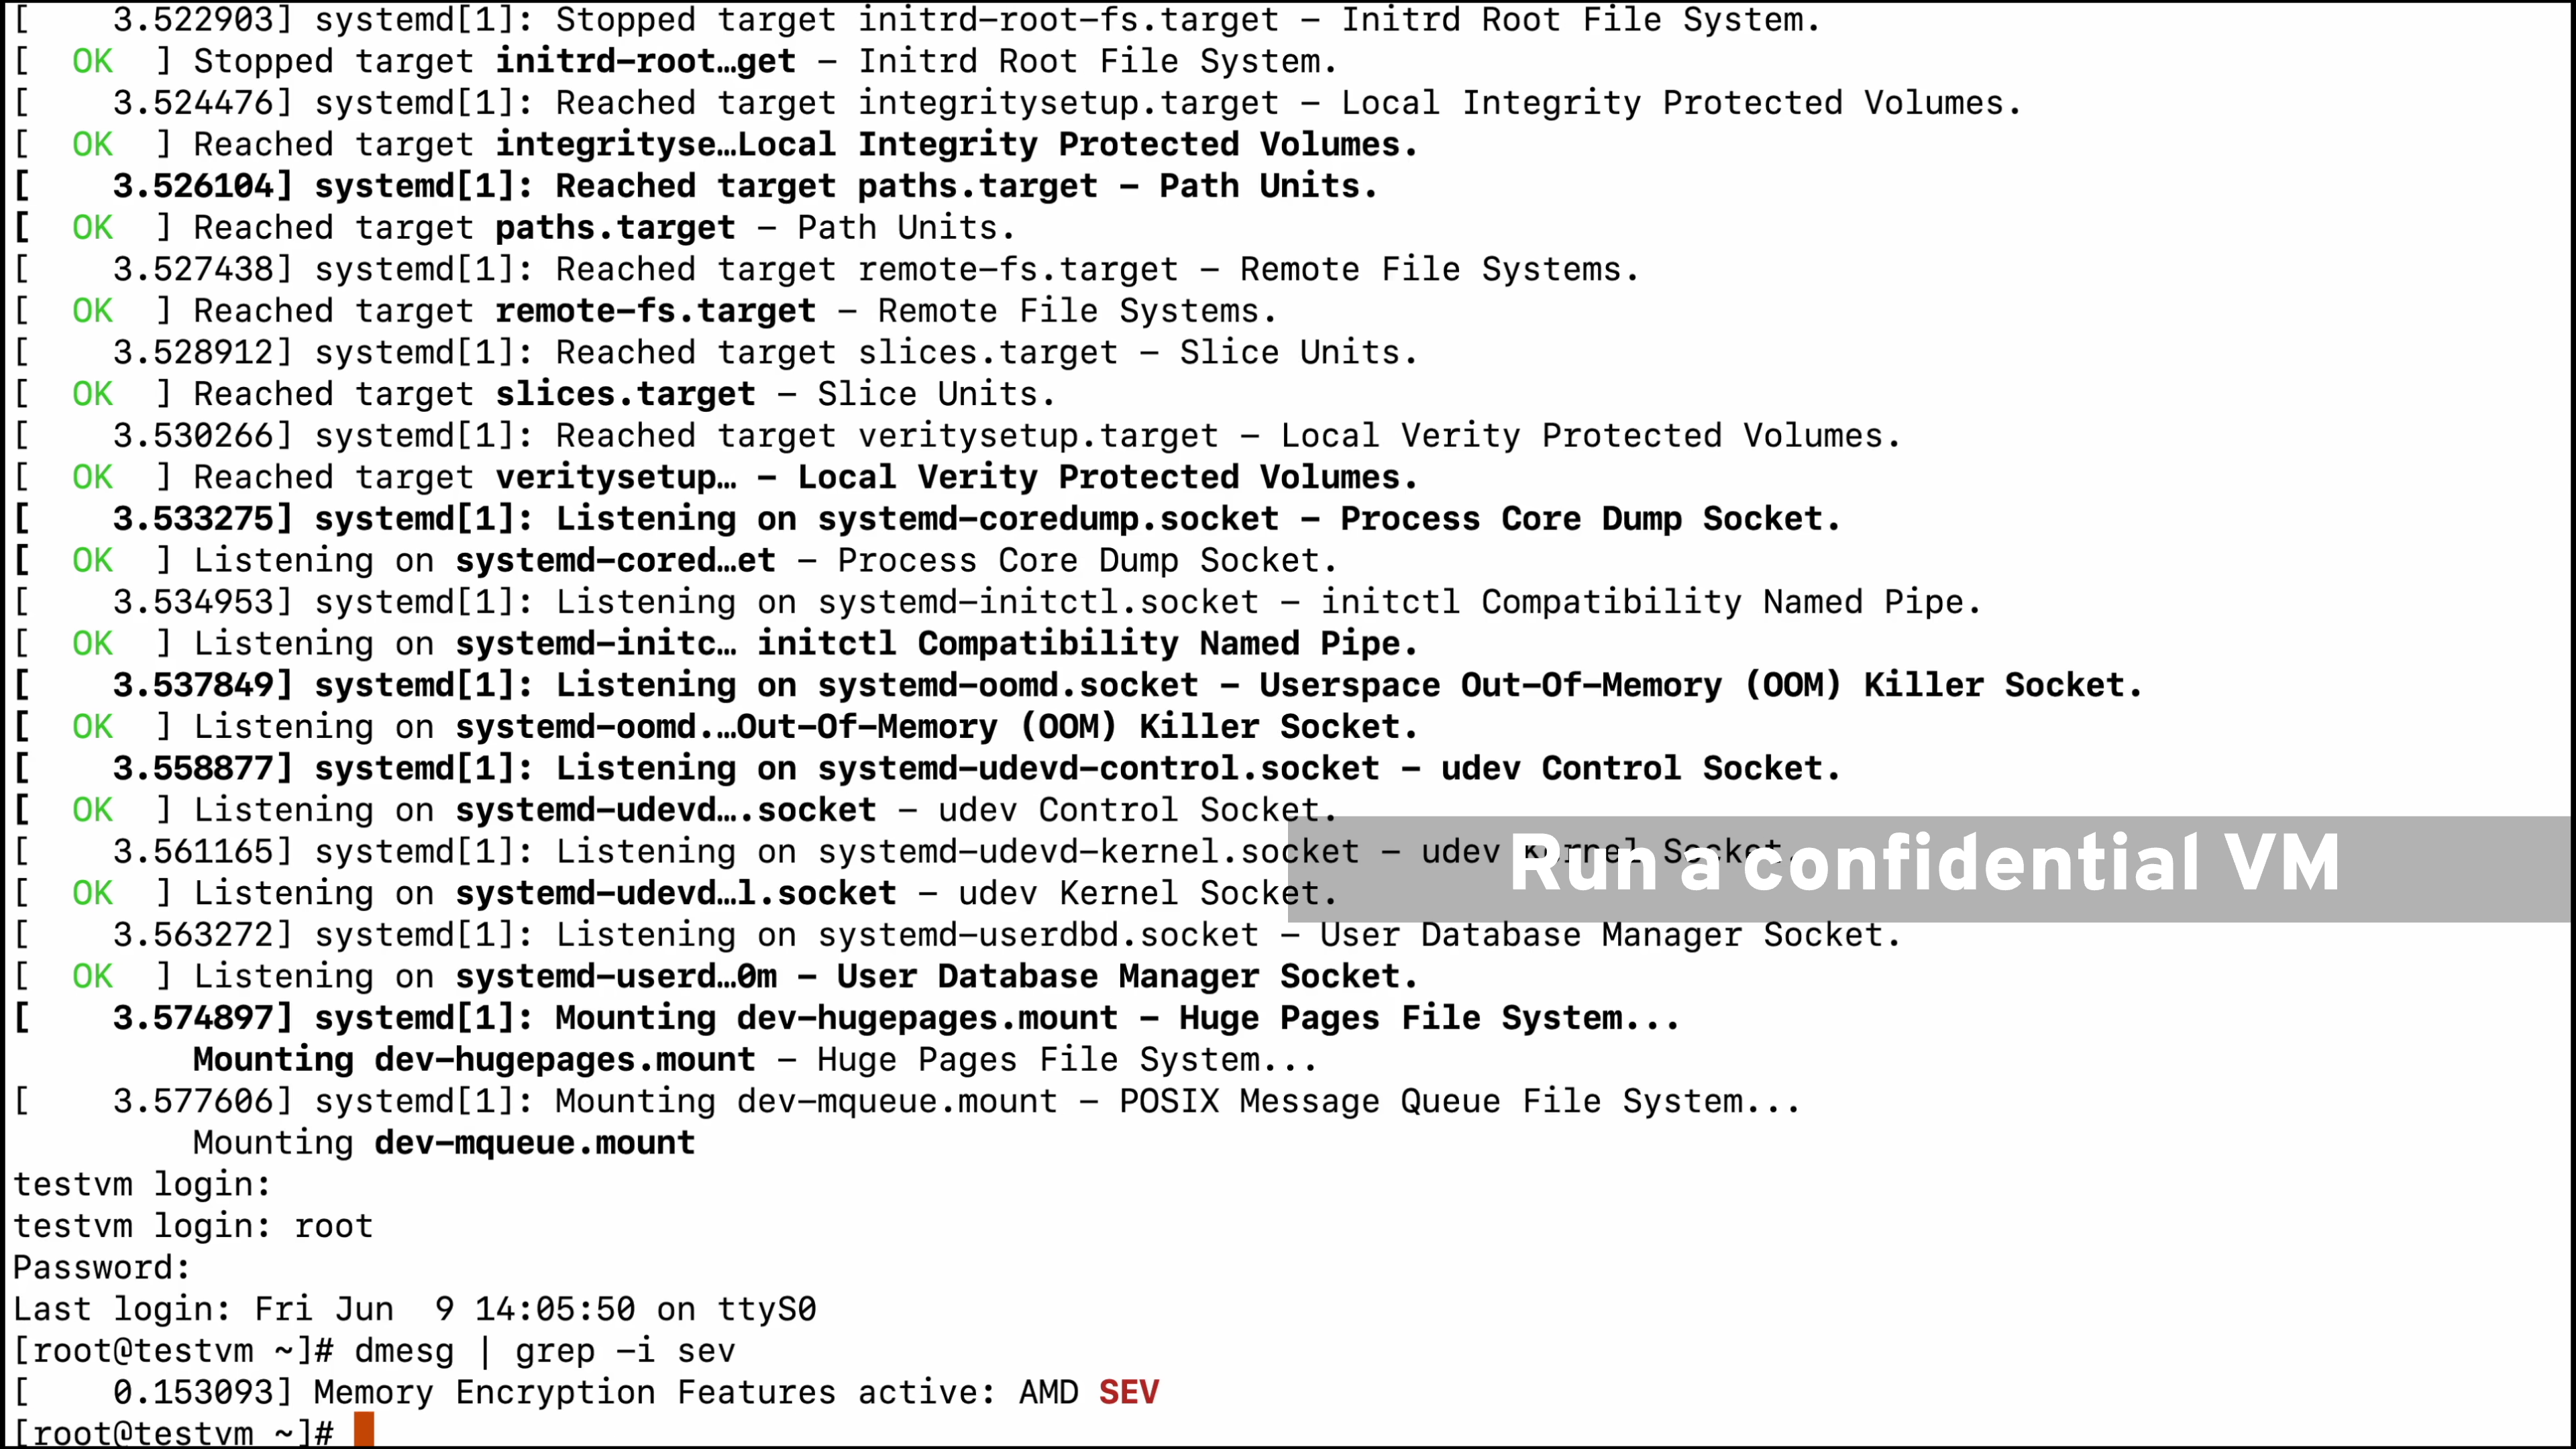 [    3.522903] systemd[1]: Stopped target initrd-root-fs.target – Initrd Root File System.
[  OK  ] Stopped target initrd-root…get – Initrd Root File System.
[    3.524476] systemd[1]: Reached target integritysetup.target – Local Integrity Protected Volumes.
[  OK  ] Reached target integrityse…Local Integrity Protected Volumes.
[    3.526104] systemd[1]: Reached target paths.target – Path Units.
[  OK  ] Reached target paths.target – Path Units.
[    3.527438] systemd[1]: Reached target remote-fs.target – Remote File Systems.
[  OK  ] Reached target remote-fs.target – Remote File Systems.
[    3.528912] systemd[1]: Reached target slices.target – Slice Units.
[  OK  ] Reached target slices.target – Slice Units.
[    3.530266] systemd[1]: Reached target veritysetup.target – Local Verity Protected Volumes.
[  OK  ] Reached target veritysetup… – Local Verity Protected Volumes.
[    3.533275] systemd[1]: Listening on systemd-coredump.socket – Process Core Dump Socket.
[  OK  ] Listening on systemd-cored…et – Process Core Dump Socket.
[    3.534953] systemd[1]: Listening on systemd-initctl.socket – initctl Compatibility Named Pipe.
[  OK  ] Listening on systemd-initc… initctl Compatibility Named Pipe.
[    3.537849] systemd[1]: Listening on systemd-oomd.socket – Userspace Out-Of-Memory (OOM) Killer Socket.
[  OK  ] Listening on systemd-oomd.…Out-Of-Memory (OOM) Killer Socket.
[    3.558877] systemd[1]: Listening on systemd-udevd-control.socket – udev Control Socket.
[  OK  ] Listening on systemd-udevd….socket – udev Control Socket.
[    3.561165] systemd[1]: Listening on systemd-udevd-kernel.socket – udev Kernel Socket.
Run a confidential VM
[  OK  ] Listening on systemd-udevd…l.socket – udev Kernel Socket.
[    3.563272] systemd[1]: Listening on systemd-userdbd.socket – User Database Manager Socket.
[  OK  ] Listening on systemd-userd…0m – User Database Manager Socket.
[    3.574897] systemd[1]: Mounting dev-hugepages.mount – Huge Pages File System...
Mounting dev-hugepages.mount – Huge Pages File System...
[    3.577606] systemd[1]: Mounting dev-mqueue.mount – POSIX Message Queue File System...
Mounting dev-mqueue.mount
testvm login:
testvm login: root
Password:
Last login: Fri Jun  9 14:05:50 on ttyS0
[root@testvm ~]# dmesg | grep -i sev
[    0.153093] Memory Encryption Features active: AMD SEV
[root@testvm ~]#